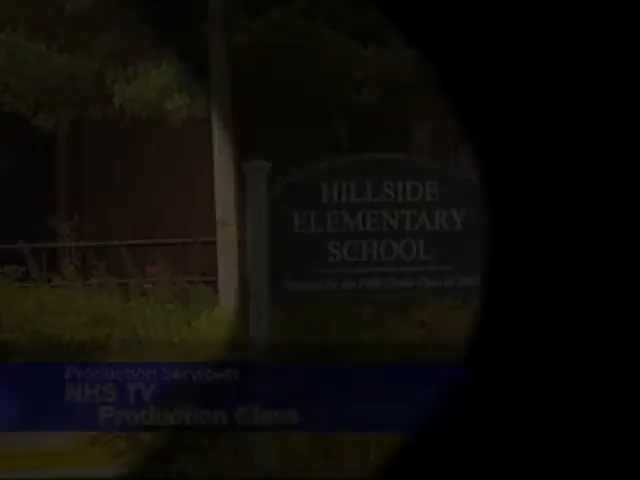 HILLSIDE
ELEMENTARY
SCHOOL
Production Services
NHS TV
Production Class